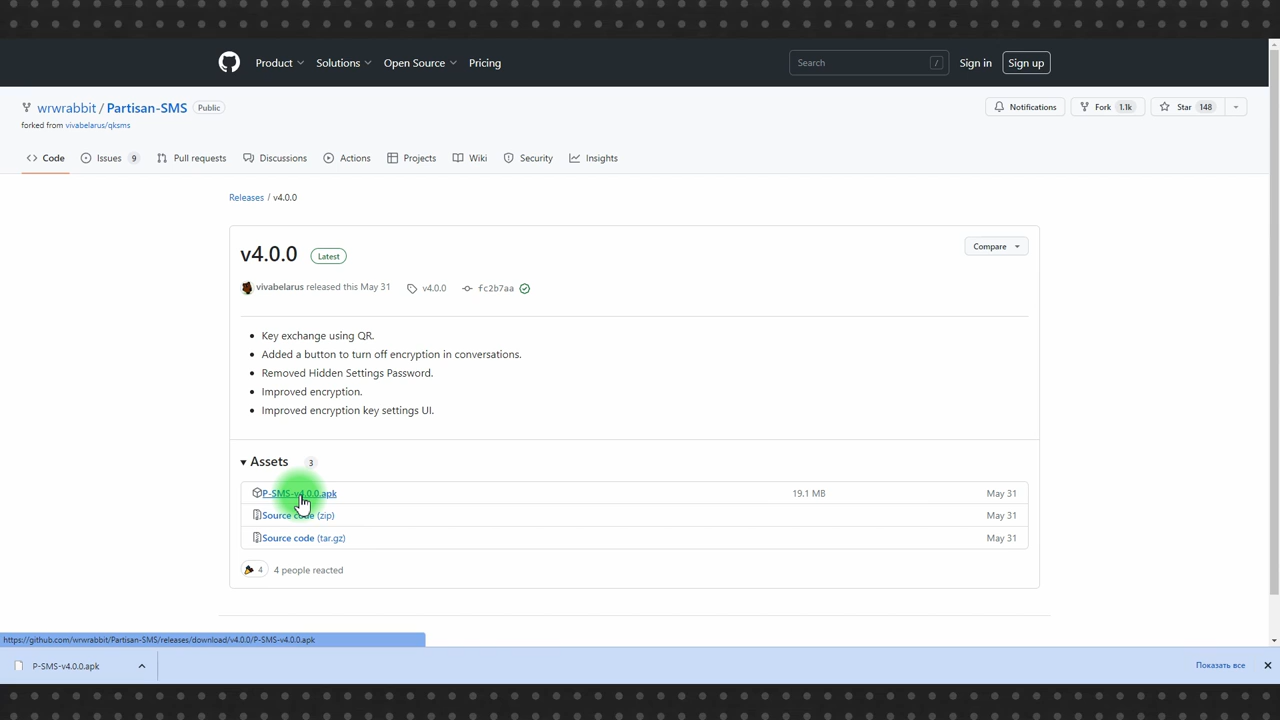 Product Solutions Open Source Pricing Search / Sign in Sign up
wrwrabbit / Partisan-SMS Public Notifications Fork 1.1k Star 148
forked from vivabelarus/qksms
Code Issues 9 Pull requests Discussions Actions Projects Wiki Security Insights
Releases / v4.0.0
v4.0.0 Latest Compare
vivabelarus released this May 31 v4.0.0 fc2b7aa
Key exchange using QR.
Added a button to turn off encryption in conversations.
Removed Hidden Settings Password.
Improved encryption.
Improved encryption key settings UI.
Assets 3
P-SMS-v4.0.0.apk 19.1 MB May 31
Source code (zip) May 31
Source code (tar.gz) May 31
4 4 people reacted
https://github.com/wrwrabbit/Partisan-SMS/releases/download/v4.0.0/P-SMS-v4.0.0.apk
P-SMS-v4.0.0.apk Показать все